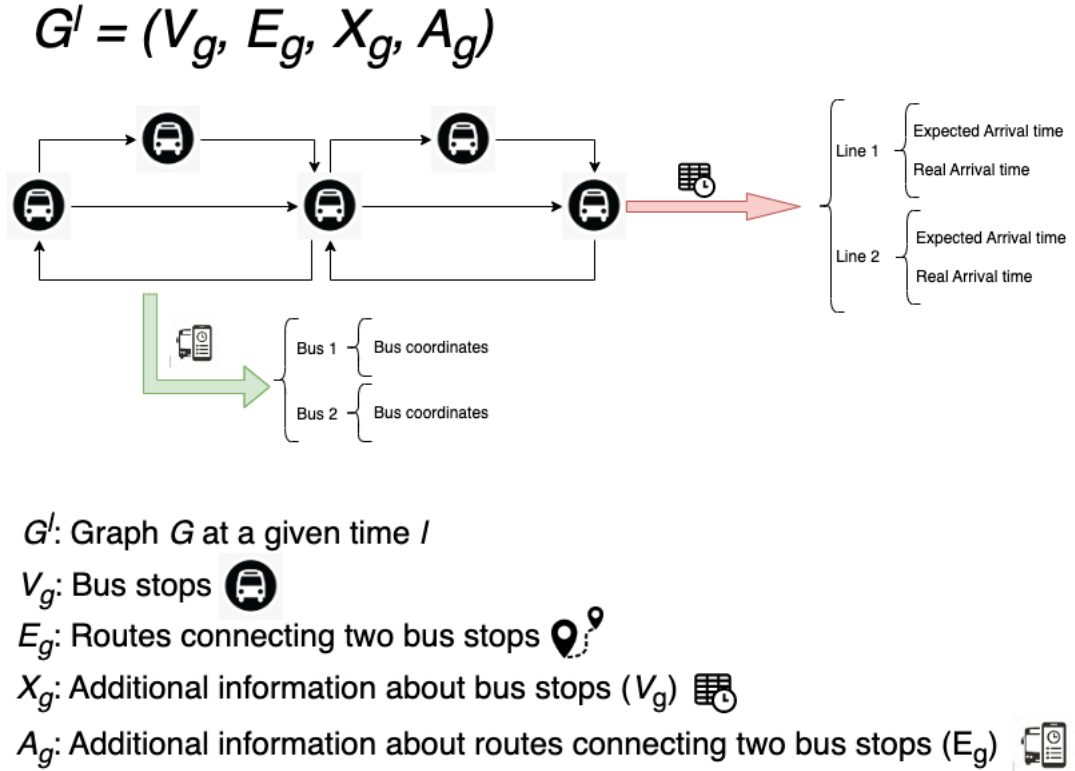 G^l = (V_g, E_g, X_g, A_g)
Line 1
Expected Arrival time
Real Arrival time
Line 2
Expected Arrival time
Real Arrival time
Bus 1
Bus coordinates
Bus 2
Bus coordinates
G^l: Graph G at a given time l
V_g: Bus stops
E_g: Routes connecting two bus stops
X_g: Additional information about bus stops (V_g)
A_g: Additional information about routes connecting two bus stops (E_g)